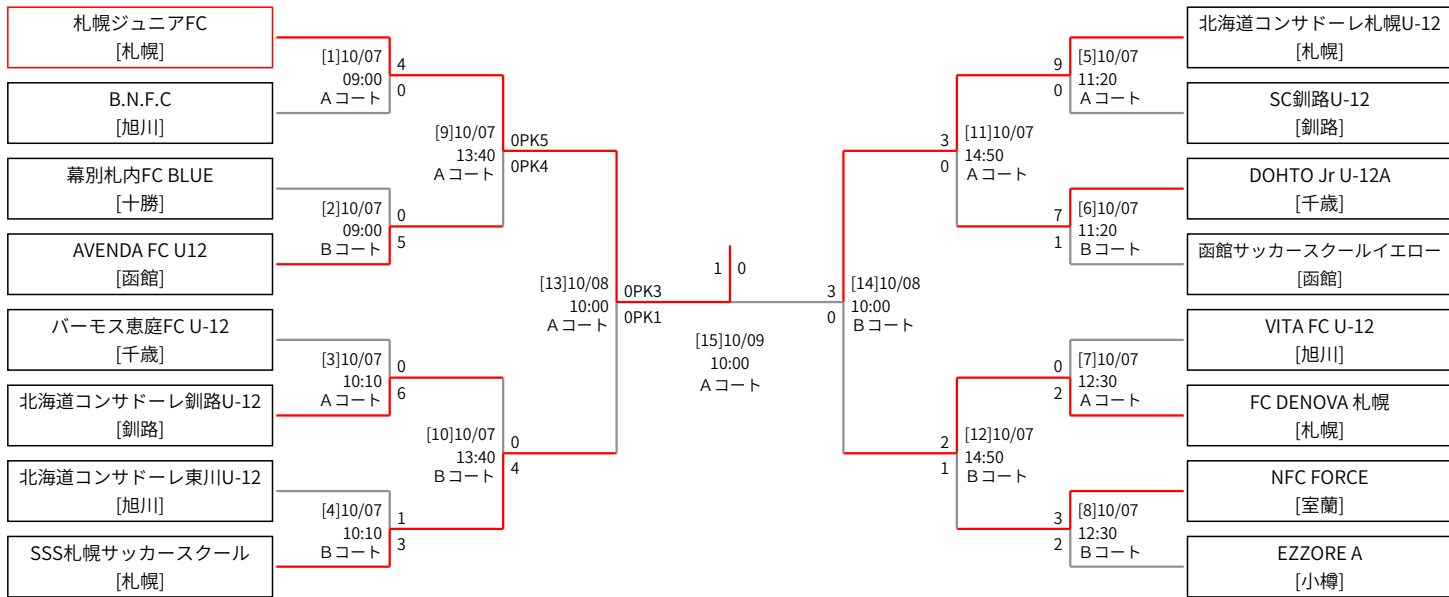 札幌ジュニアFC
[札幌]
B.N.F.C
[旭川]
幕別札内FC BLUE
[十勝]
AVENDA FC U12
[函館]
バーモス恵庭FC U-12
[千歳]
北海道コンサドーレ釧路U-12
[釧路]
北海道コンサドーレ東川U-12
[旭川]
SSS札幌サッカースクール
[札幌]
[1]10/07
09:00
Aコート
4
0
[2]10/07
09:00
Bコート
0
5
[3]10/07
10:10
Aコート
0
6
[4]10/07
10:10
Bコート
1
3
[9]10/07
13:40
Aコート
0PK5
0PK4
[10]10/07
13:40
Bコート
0
4
[13]10/08
10:00
Aコート
0PK3
0PK1
1
0
[15]10/09
10:00
Aコート
3
0
[14]10/08
10:00
Bコート
3
0
[11]10/07
14:50
Aコート
2
1
[12]10/07
14:50
Bコート
9
0
[5]10/07
11:20
Aコート
7
1
[6]10/07
11:20
Bコート
0
2
[7]10/07
12:30
Aコート
3
2
[8]10/07
12:30
Bコート
北海道コンサドーレ札幌U-12
[札幌]
SC釧路U-12
[釧路]
DOHTO Jr U-12A
[千歳]
函館サッカースクールイエロー
[函館]
VITA FC U-12
[旭川]
FC DENOVA 札幌
[札幌]
NFC FORCE
[室蘭]
EZZORE A
[小樽]